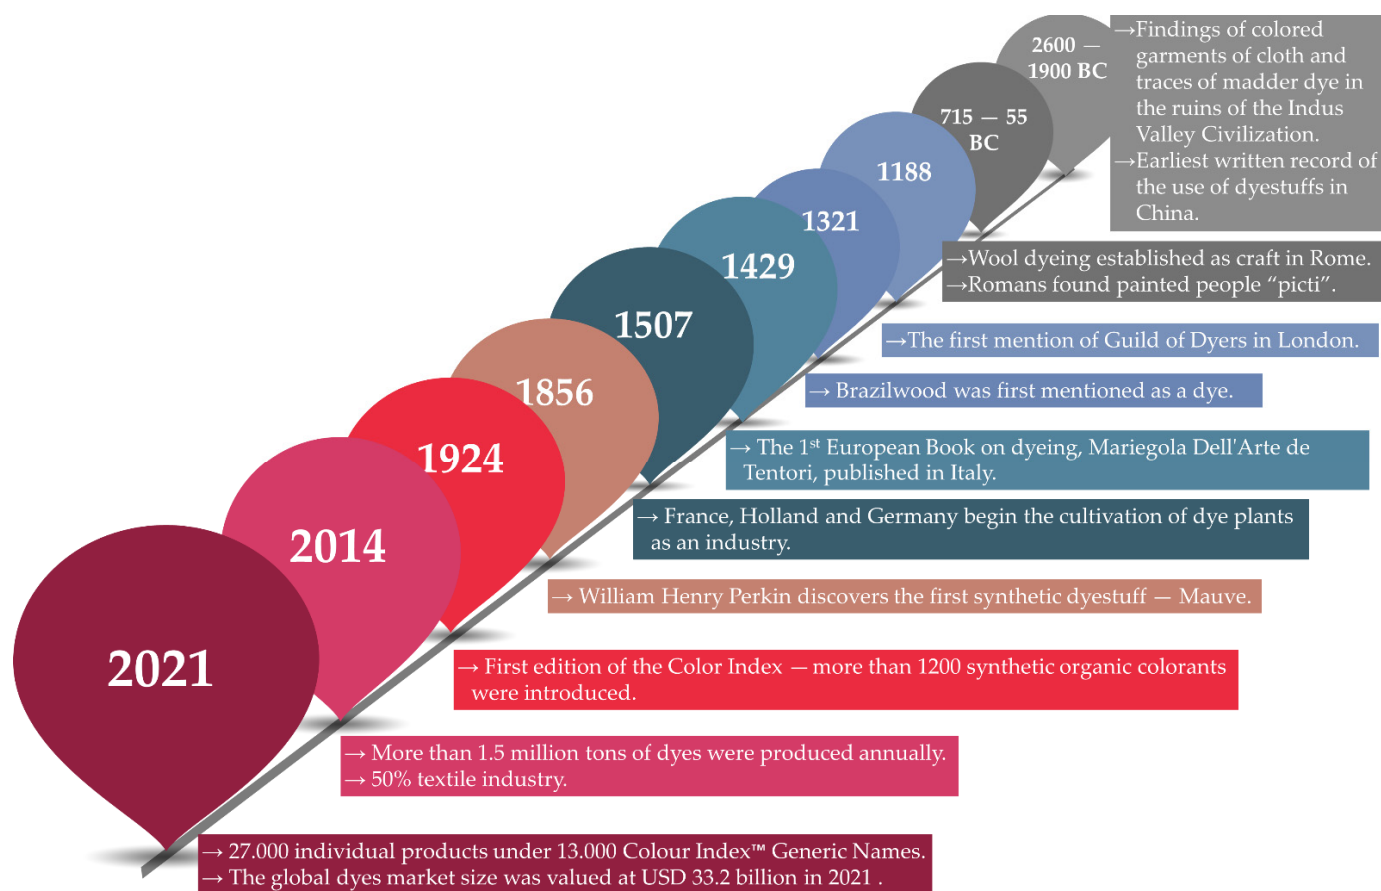 2600 —
1900 BC
→Findings of colored
garments of cloth and
traces of madder dye in
the ruins of the Indus
Valley Civilization.
→Earliest written record of
the use of dyestuffs in
China.
715 — 55
BC
→Wool dyeing established as craft in Rome.
→Romans found painted people “picti”.
1188
→The first mention of Guild of Dyers in London.
1321
→ Brazilwood was first mentioned as a dye.
1429
→ The 1st European Book on dyeing, Mariegola Dell'Arte de
Tentori, published in Italy.
1507
→ France, Holland and Germany begin the cultivation of dye plants
as an industry.
1856
→ William Henry Perkin discovers the first synthetic dyestuff — Mauve.
1924
→ First edition of the Color Index — more than 1200 synthetic organic colorants
were introduced.
2014
→ More than 1.5 million tons of dyes were produced annually.
→ 50% textile industry.
2021
→ 27.000 individual products under 13.000 Colour Index™ Generic Names.
→ The global dyes market size was valued at USD 33.2 billion in 2021 .